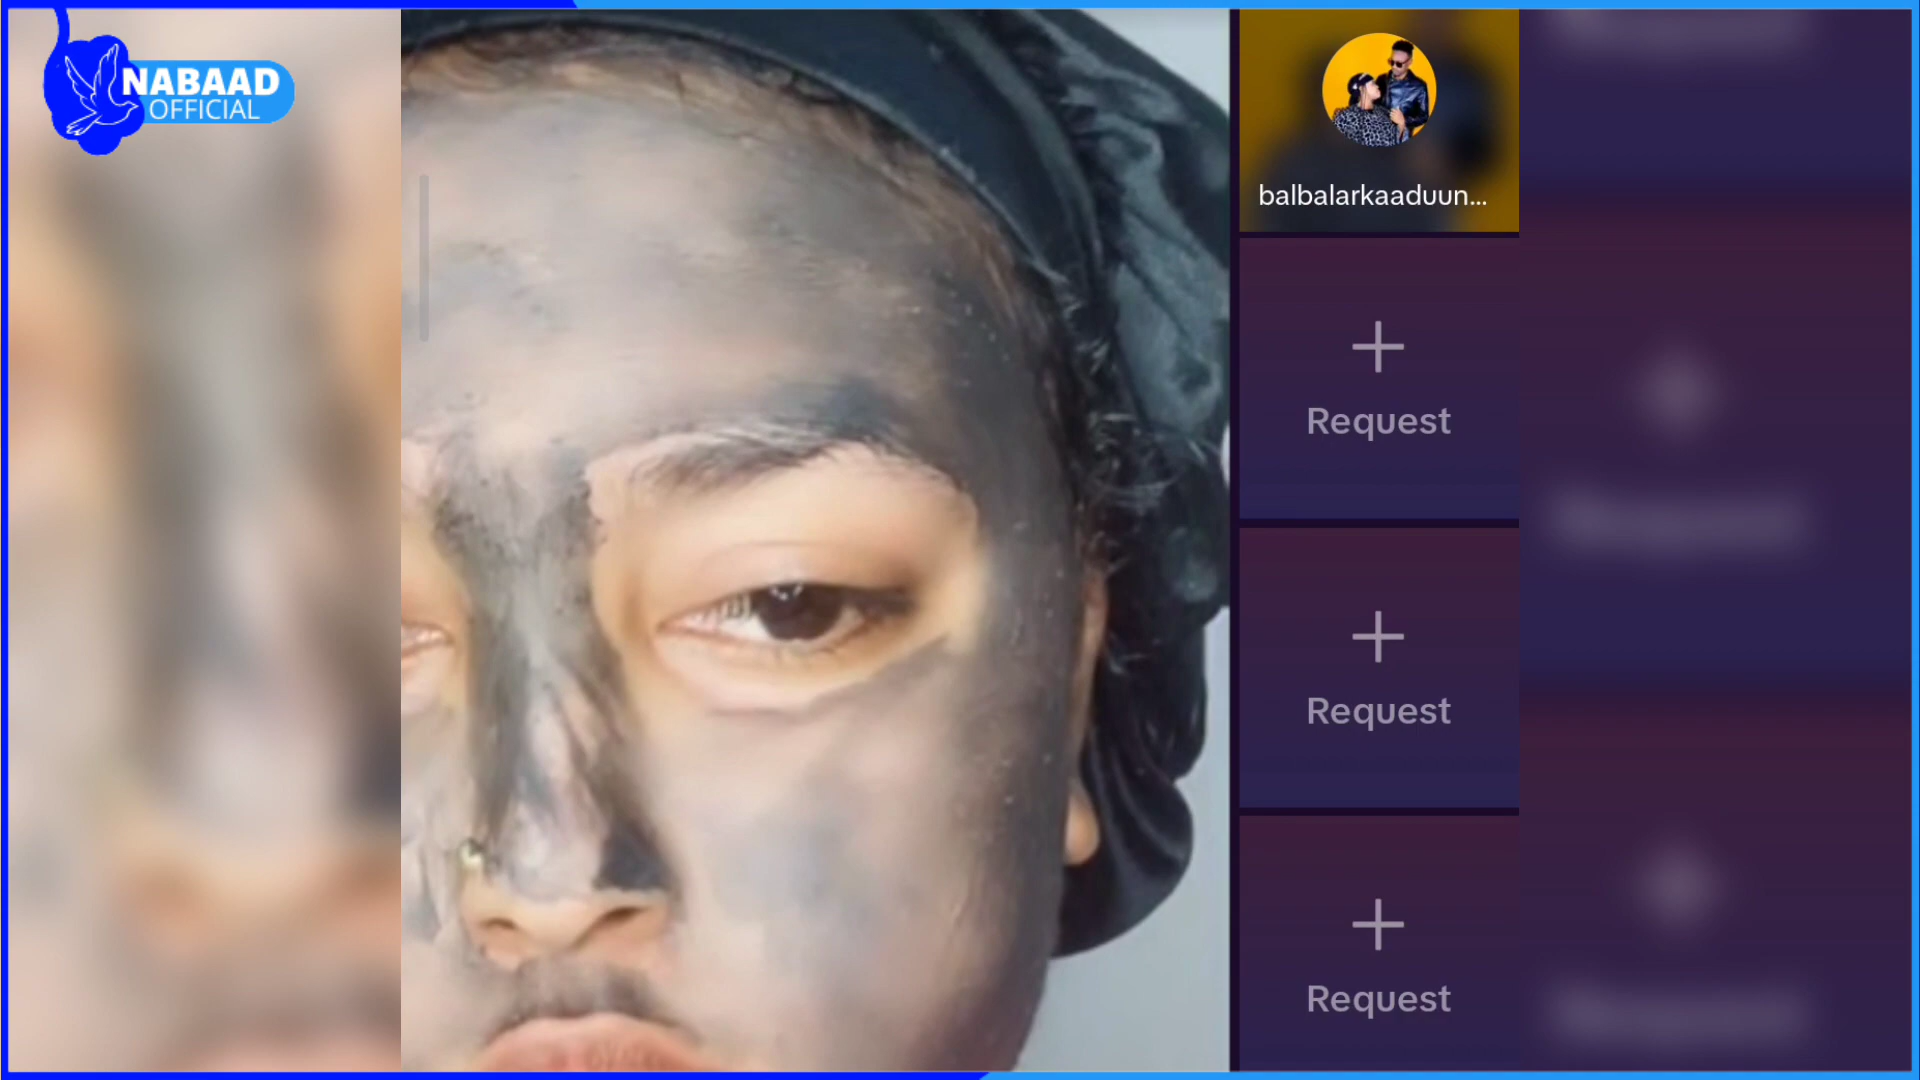 NABAAD
OFFICIAL
balbalarkaaduun...
Request
Request
Request